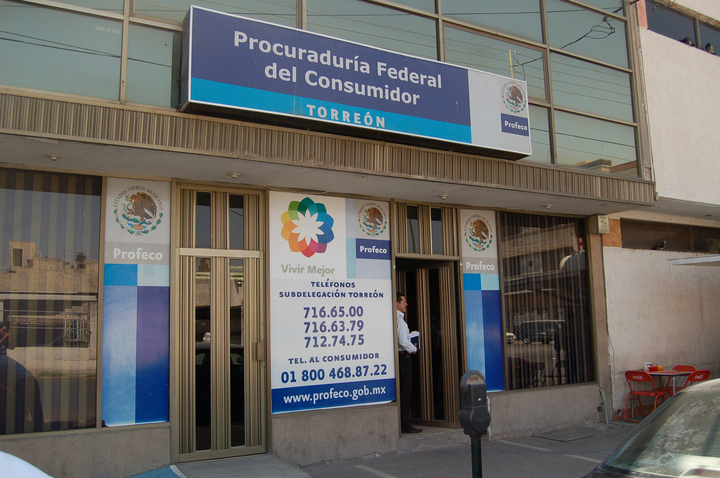 Procuraduría Federal
del Consumidor
TORREÓN
Profeco
Profeco
Vivir Mejor
Profeco
TELÉFONOS
SUBDELEGACIÓN TORREÓN
716.65.00
716.63.79
712.74.75
TEL. AL CONSUMIDOR
01 800 468.87.22
www.profeco.gob.mx
Profeco